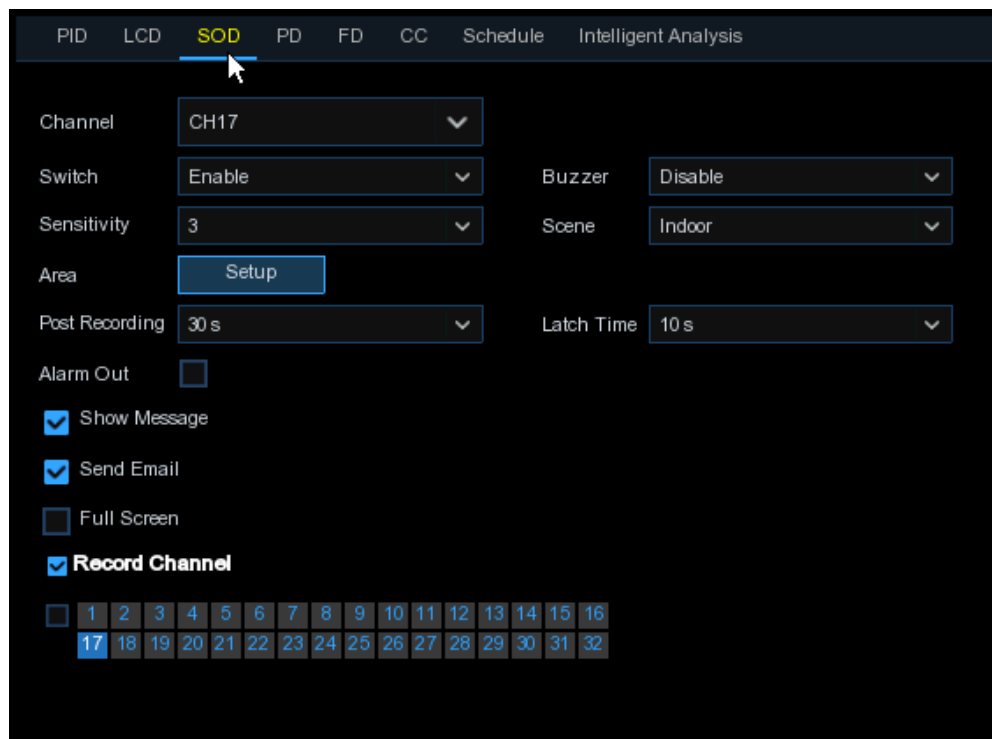 PID LCD SOD PD FD CC Schedule Intelligent Analysis
Channel CH17
Switch Enable Buzzer Disable
Sensitivity 3 Scene Indoor
Area Setup
Post Recording 30 s Latch Time 10 s
Alarm Out
Show Message
Send Email
Full Screen
Record Channel
1 2 3 4 5 6 7 8 9 10 11 12 13 14 15 16
17 18 19 20 21 22 23 24 25 26 27 28 29 30 31 32